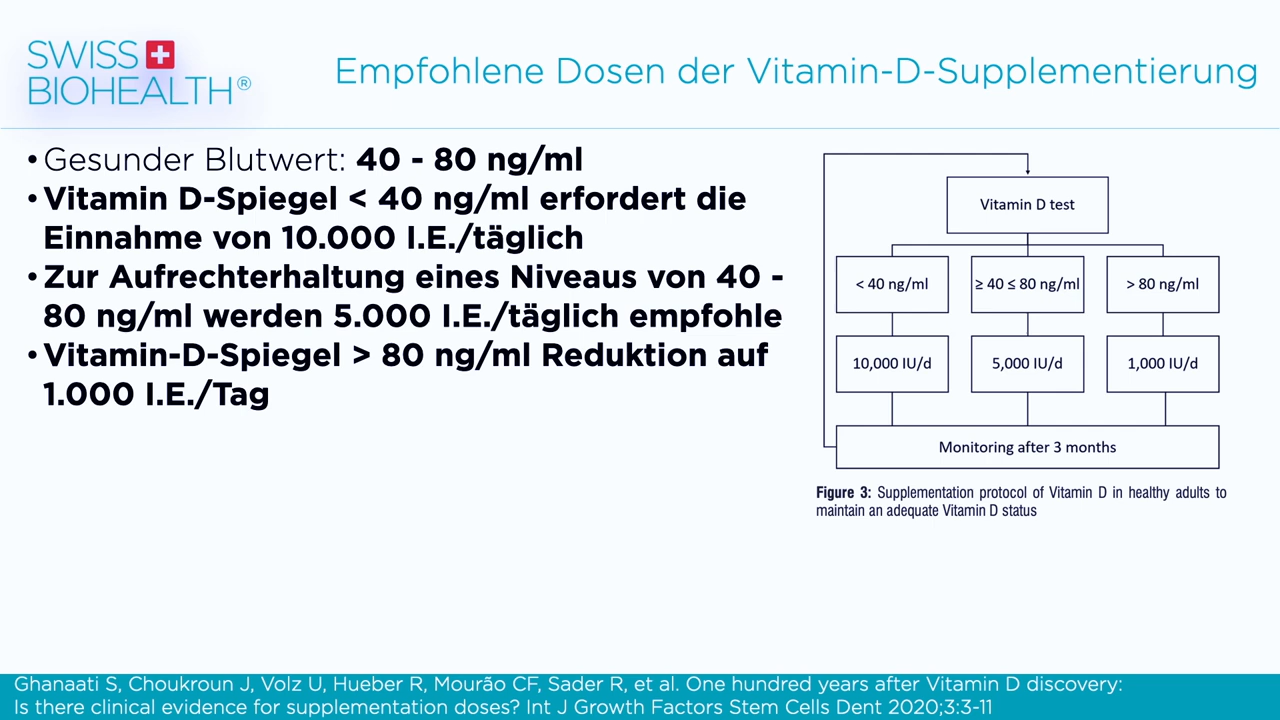 SWISS
BIOHEALTH®
Empfohlene Dosen der Vitamin-D-Supplementierung
• Gesunder Blutwert: 40 - 80 ng/ml
• Vitamin D-Spiegel < 40 ng/ml erfordert die
Einnahme von 10.000 I.E./täglich
• Zur Aufrechterhaltung eines Niveaus von 40 -
80 ng/ml werden 5.000 I.E./täglich empfohle
• Vitamin-D-Spiegel > 80 ng/ml Reduktion auf
1.000 I.E./Tag
Vitamin D test
< 40 ng/ml
≥ 40 ≤ 80 ng/ml
> 80 ng/ml
10,000 IU/d
5,000 IU/d
1,000 IU/d
Monitoring after 3 months
Figure 3: Supplementation protocol of Vitamin D in healthy adults to
maintain an adequate Vitamin D status
Ghanaati S, Choukroun J, Volz U, Hueber R, Mourão CF, Sader R, et al. One hundred years after Vitamin D discovery:
Is there clinical evidence for supplementation doses? Int J Growth Factors Stem Cells Dent 2020;3:3-11